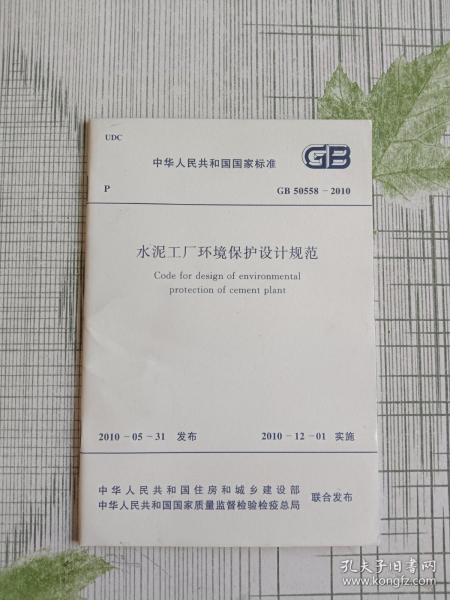 UDC
中华人民共和国国家标准 GB
P GB 50558-2010
水泥工厂环境保护设计规范
Code for design of environmental
protection of cement plant
2010-05-31 发布 2010-12-01 实施
中华人民共和国住房和城乡建设部
中华人民共和国国家质量监督检验检疫总局
联合发布
孔夫子旧书网
www.kongfz.com